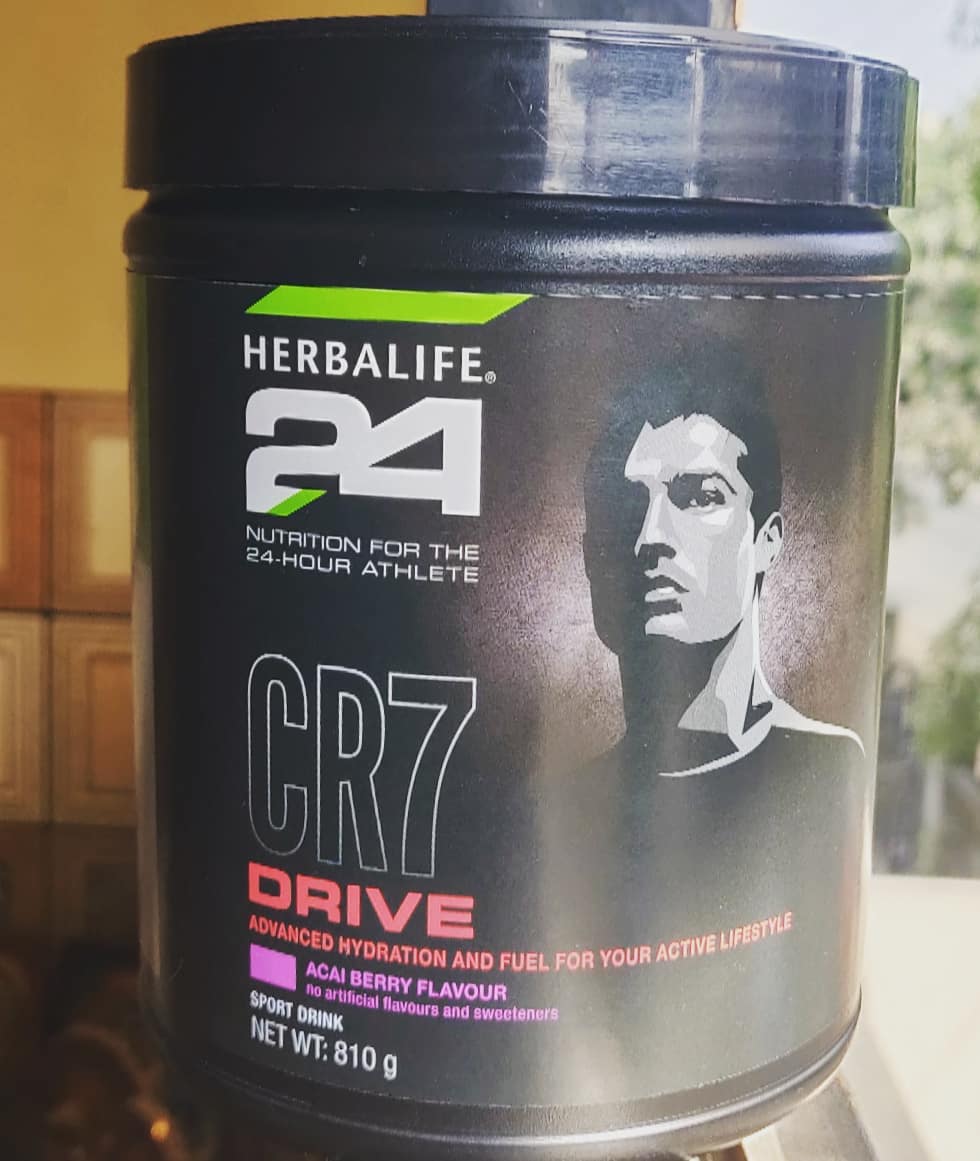 HERBALIFE®
24
NUTRITION FOR THE
24-HOUR ATHLETE
CR7
DRIVE
ADVANCED HYDRATION AND FUEL FOR YOUR ACTIVE LIFESTYLE
ACAI BERRY FLAVOUR
no artificial flavours and sweeteners
SPORT DRINK
NET WT: 810 g